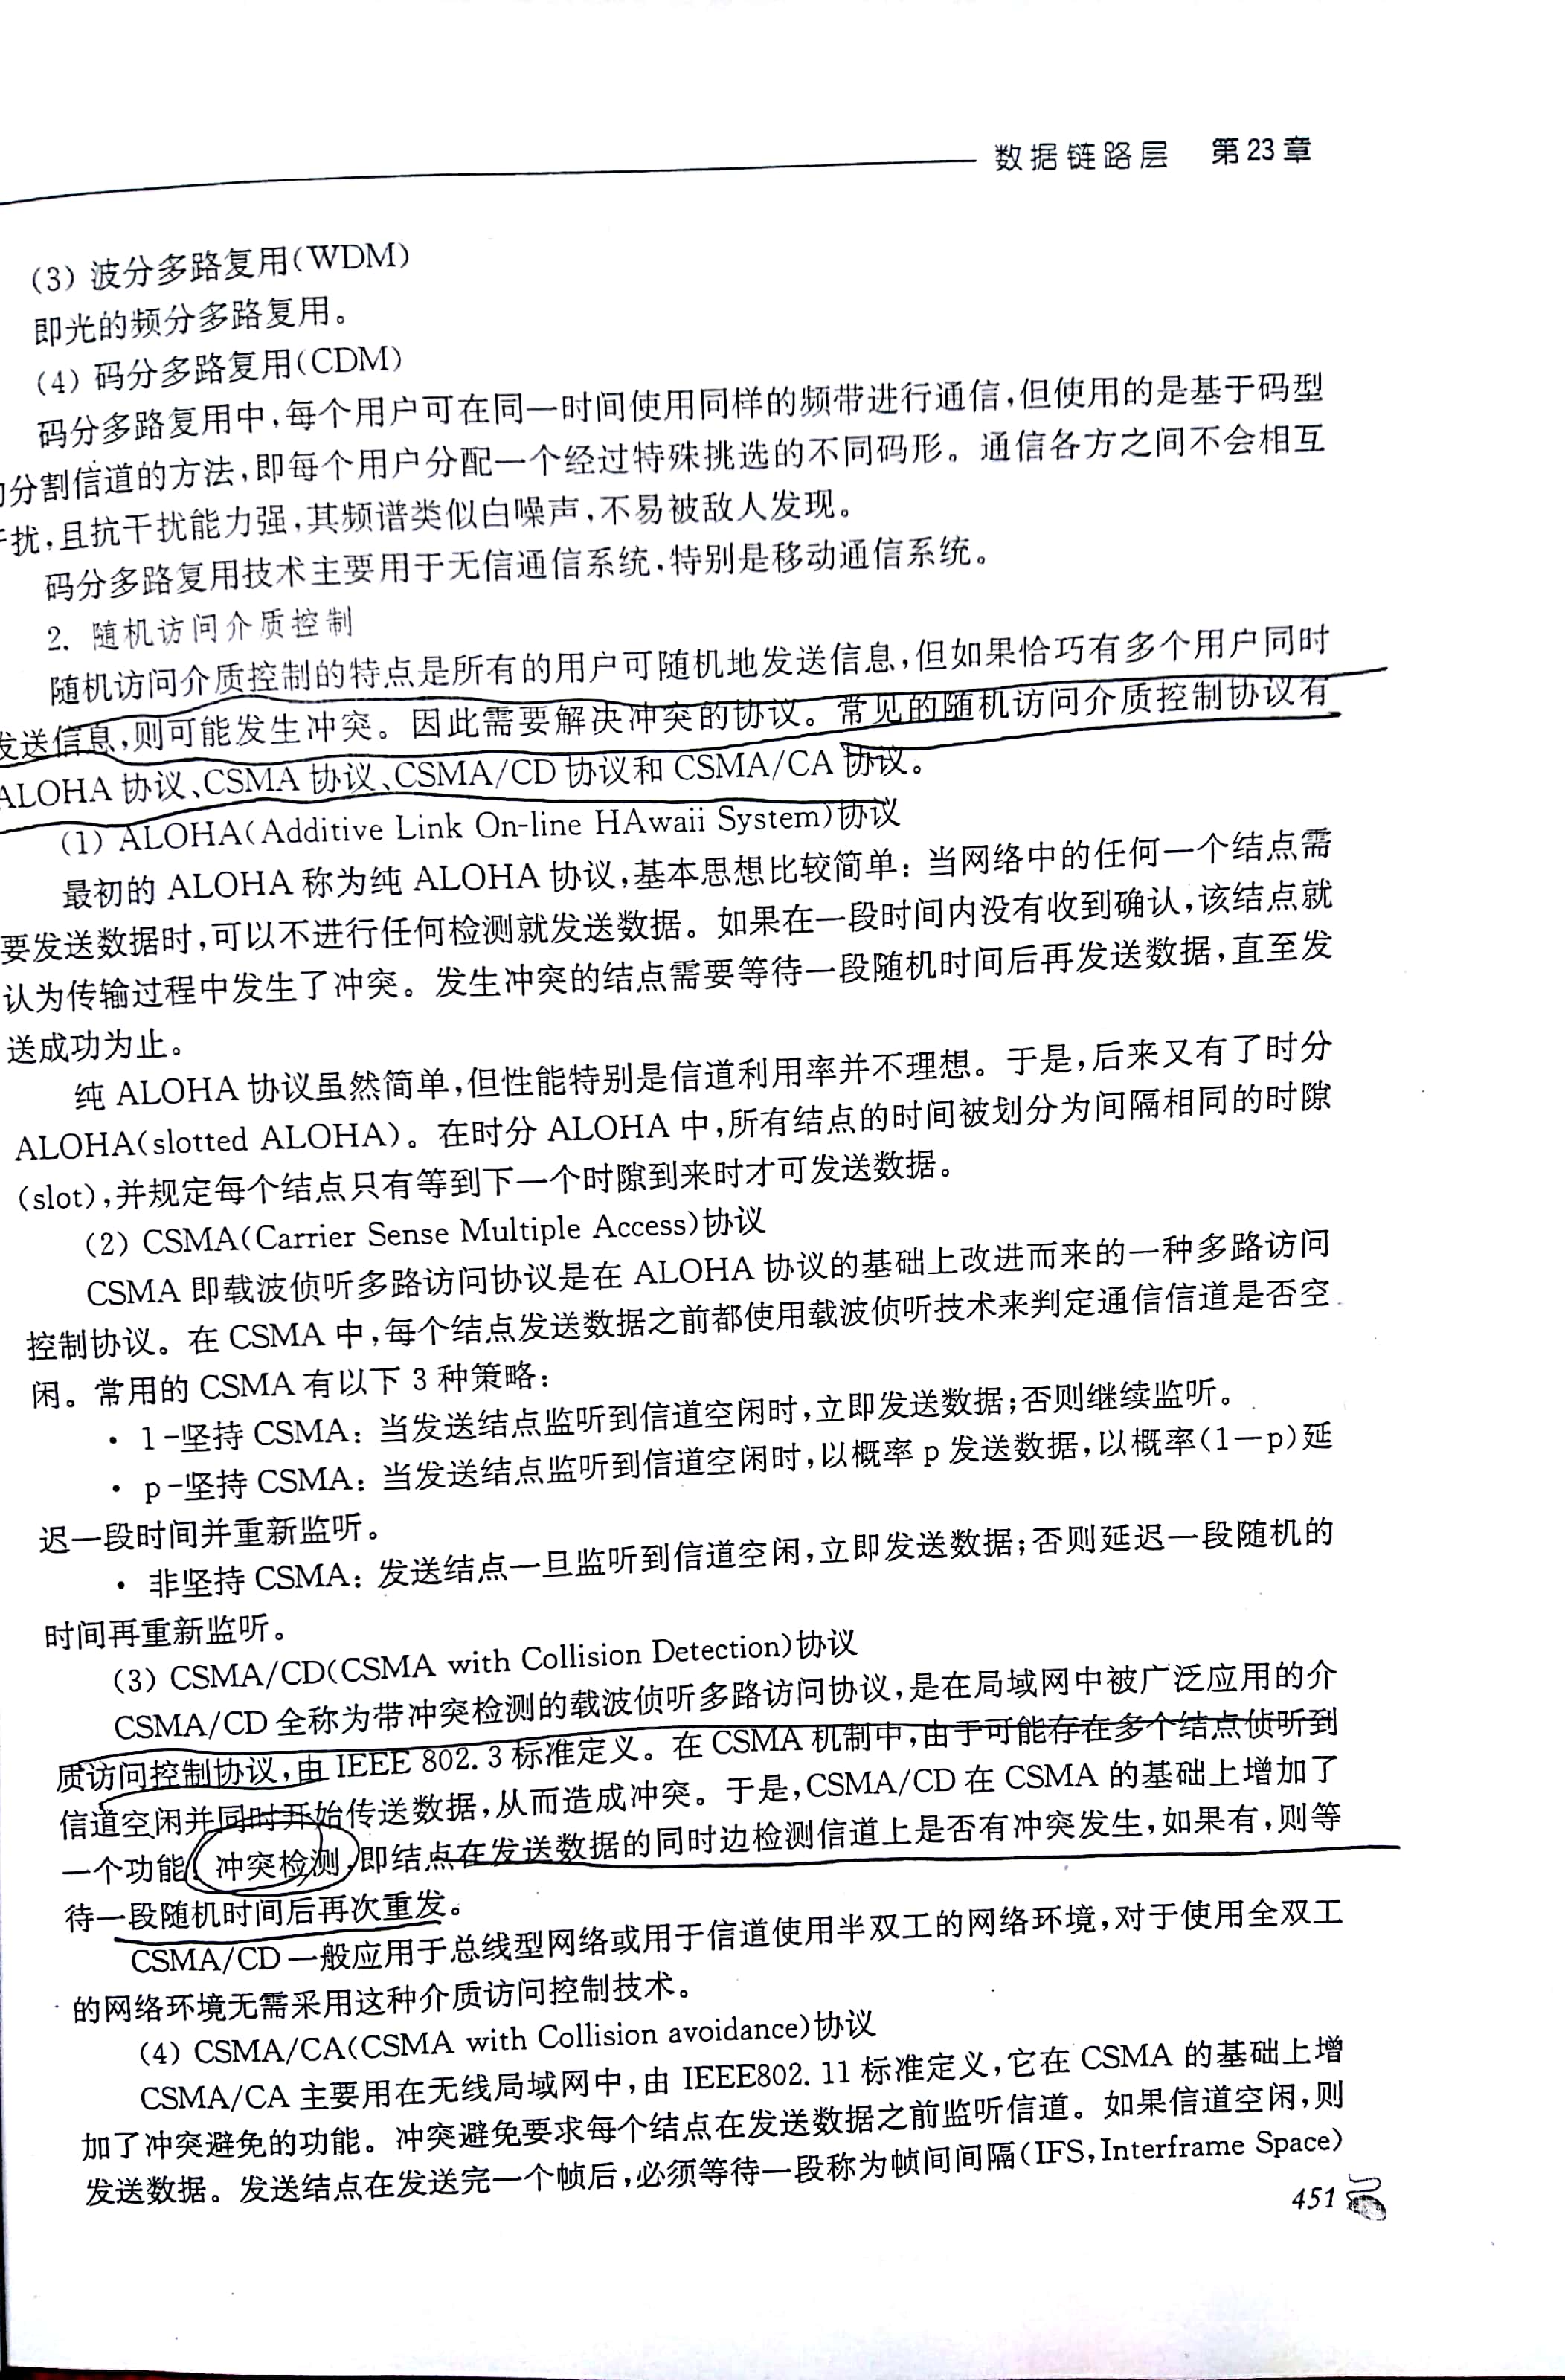 数据链路层 第23章
(3) 波分多路复用(WDM)
即光的频分多路复用。
(4) 码分多路复用(CDM)
码分多路复用中,每个用户可在同一时间使用同样的频带进行通信,但使用的是基于码型
分割信道的方法,即每个用户分配一个经过特殊挑选的不同码形。通信各方之间不会相互
扰,且抗干扰能力强,其频谱类似白噪声,不易被敌人发现。
码分多路复用技术主要用于无信通信系统,特别是移动通信系统。
2. 随机访问介质控制
随机访问介质控制的特点是所有的用户可随机地发送信息,但如果恰巧有多个用户同时
发送信息,则可能发生冲突。因此需要解决冲突的协议。常见的随机访问介质控制协议有
ALOHA 协议、CSMA 协议、CSMA/CD 协议和 CSMA/CA 协议。
(1) ALOHA(Additive Link On-line HAwaii System)协议
最初的 ALOHA 称为纯 ALOHA 协议,基本思想比较简单: 当网络中的任何一个结点需
要发送数据时,可以不进行任何检测就发送数据。如果在一段时间内没有收到确认,该结点就
认为传输过程中发生了冲突。发生冲突的结点需要等待一段随机时间后再发送数据,直至发
送成功为止。
纯 ALOHA 协议虽然简单,但性能特别是信道利用率并不理想。于是,后来又有了时分
ALOHA(slotted ALOHA)。在时分 ALOHA 中,所有结点的时间被划分为间隔相同的时隙
(slot),并规定每个结点只有等到下一个时隙到来时才可发送数据。
(2) CSMA(Carrier Sense Multiple Access)协议
CSMA 即载波侦听多路访问协议是在 ALOHA 协议的基础上改进而来的一种多路访问
控制协议。在 CSMA 中,每个结点发送数据之前都使用载波侦听技术来判定通信信道是否空
闲。常用的 CSMA 有以下 3 种策略:
· 1-坚持 CSMA: 当发送结点监听到信道空闲时,立即发送数据;否则继续监听。
· p-坚持 CSMA: 当发送结点监听到信道空闲时,以概率 p 发送数据,以概率(1-p)延
迟一段时间并重新监听。
· 非坚持 CSMA: 发送结点一旦监听到信道空闲,立即发送数据;否则延迟一段随机的
时间再重新监听。
(3) CSMA/CD(CSMA with Collision Detection)协议
CSMA/CD 全称为带冲突检测的载波侦听多路访问协议,是在局域网中被广泛应用的介
质访问控制协议,由 IEEE 802.3 标准定义。在 CSMA 机制中,由于可能存在多个结点侦听到
信道空闲并同时开始传送数据,从而造成冲突。于是,CSMA/CD 在 CSMA 的基础上增加了
一个功能: 冲突检测,即结点在发送数据的同时边检测信道上是否有冲突发生,如果有,则等
待一段随机时间后再次重发。
CSMA/CD 一般应用于总线型网络或用于信道使用半双工的网络环境,对于使用全双工
的网络环境无需采用这种介质访问控制技术。
(4) CSMA/CA(CSMA with Collision avoidance)协议
CSMA/CA 主要用在无线局域网中,由 IEEE802.11 标准定义,它在 CSMA 的基础上增
加了冲突避免的功能。冲突避免要求每个结点在发送数据之前监听信道。如果信道空闲,则
发送数据。发送结点在发送完一个帧后,必须等待一段称为帧间间隔(IFS,Interframe Space)
451